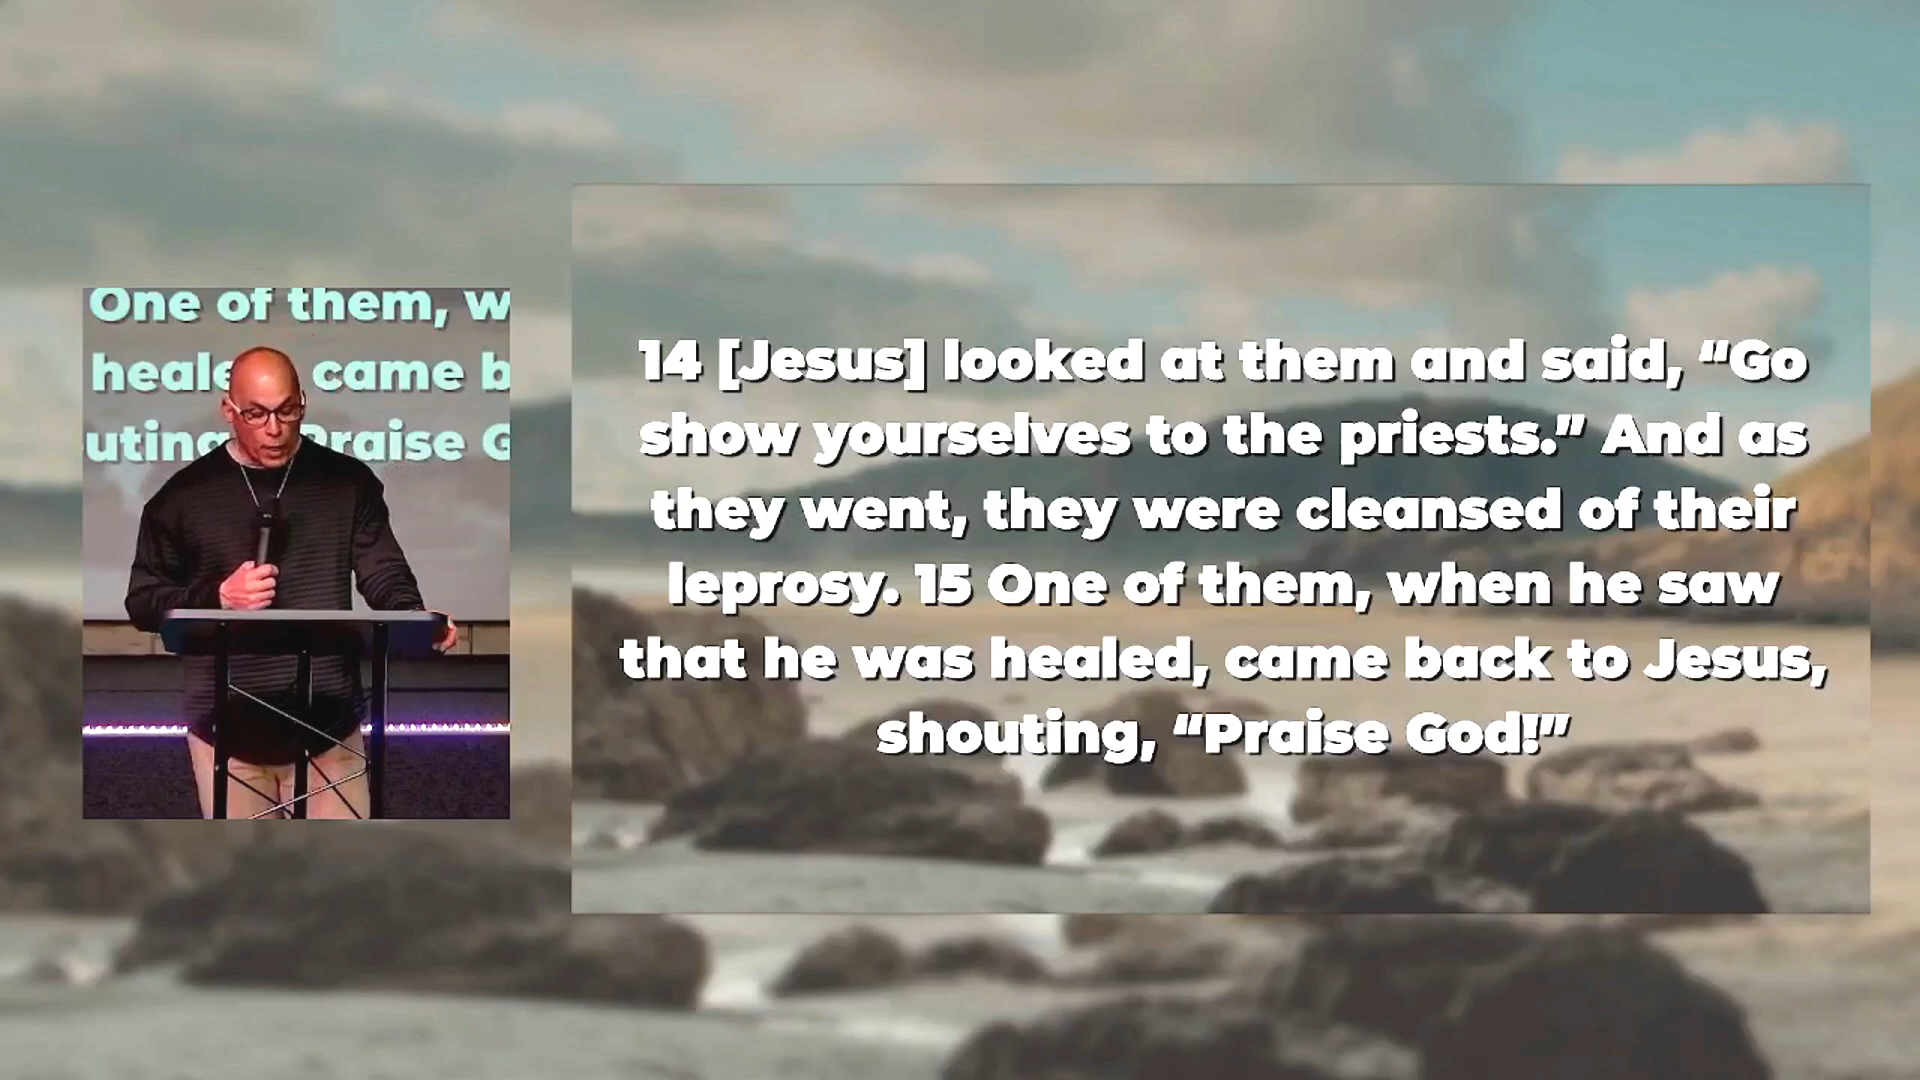 One of them, w
heale came b
uting Praise G
14 [Jesus] looked at them and said, “Go
show yourselves to the priests.” And as
they went, they were cleansed of their
leprosy. 15 One of them, when he saw
that he was healed, came back to Jesus,
shouting, “Praise God!”